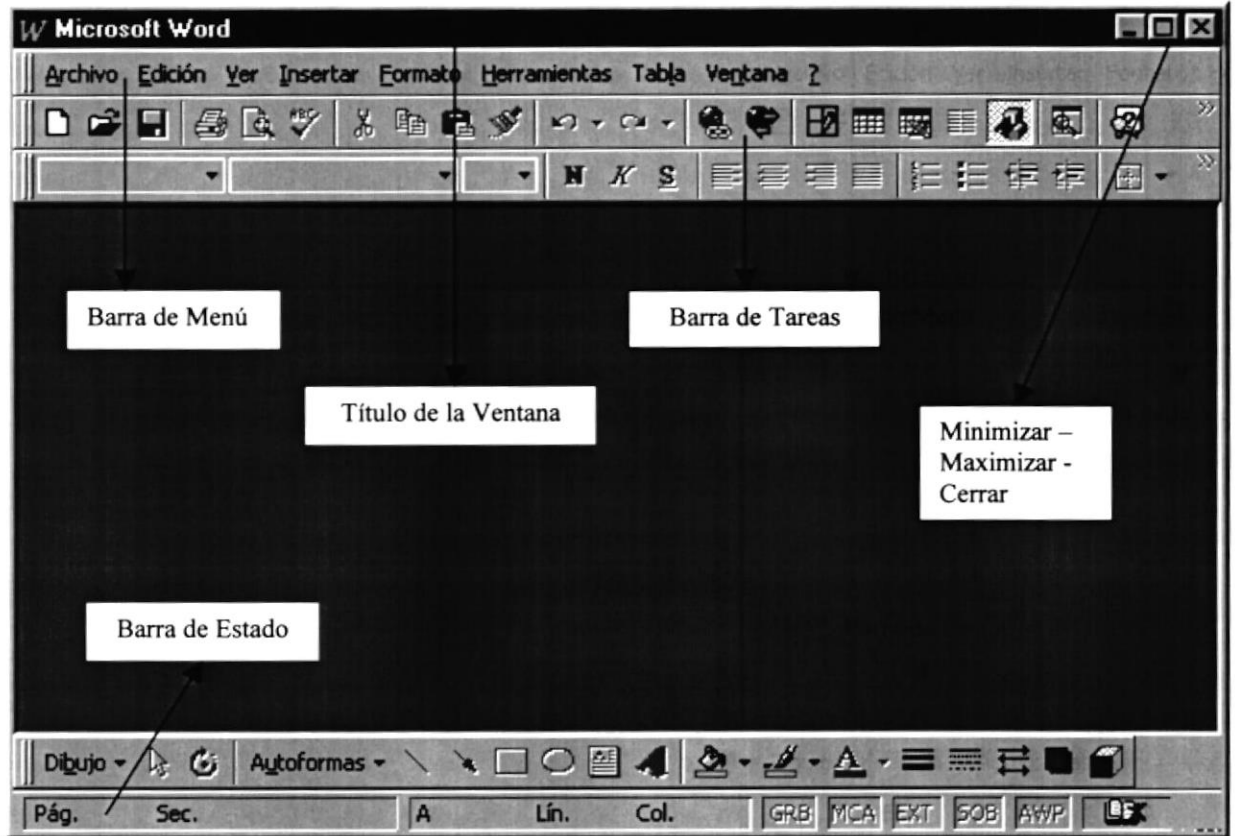 W Microsoft Word
Archivo Edición Ver Insertar Formato Herramientas Tabla Ventana ?
N K S
Barra de Menú
Barra de Tareas
Título de la Ventana
Minimizar –
Maximizar -
Cerrar
Barra de Estado
Dibujo Autoformas
Pág. Sec. A Lín. Col. GRB MCA EXT SOB AWP